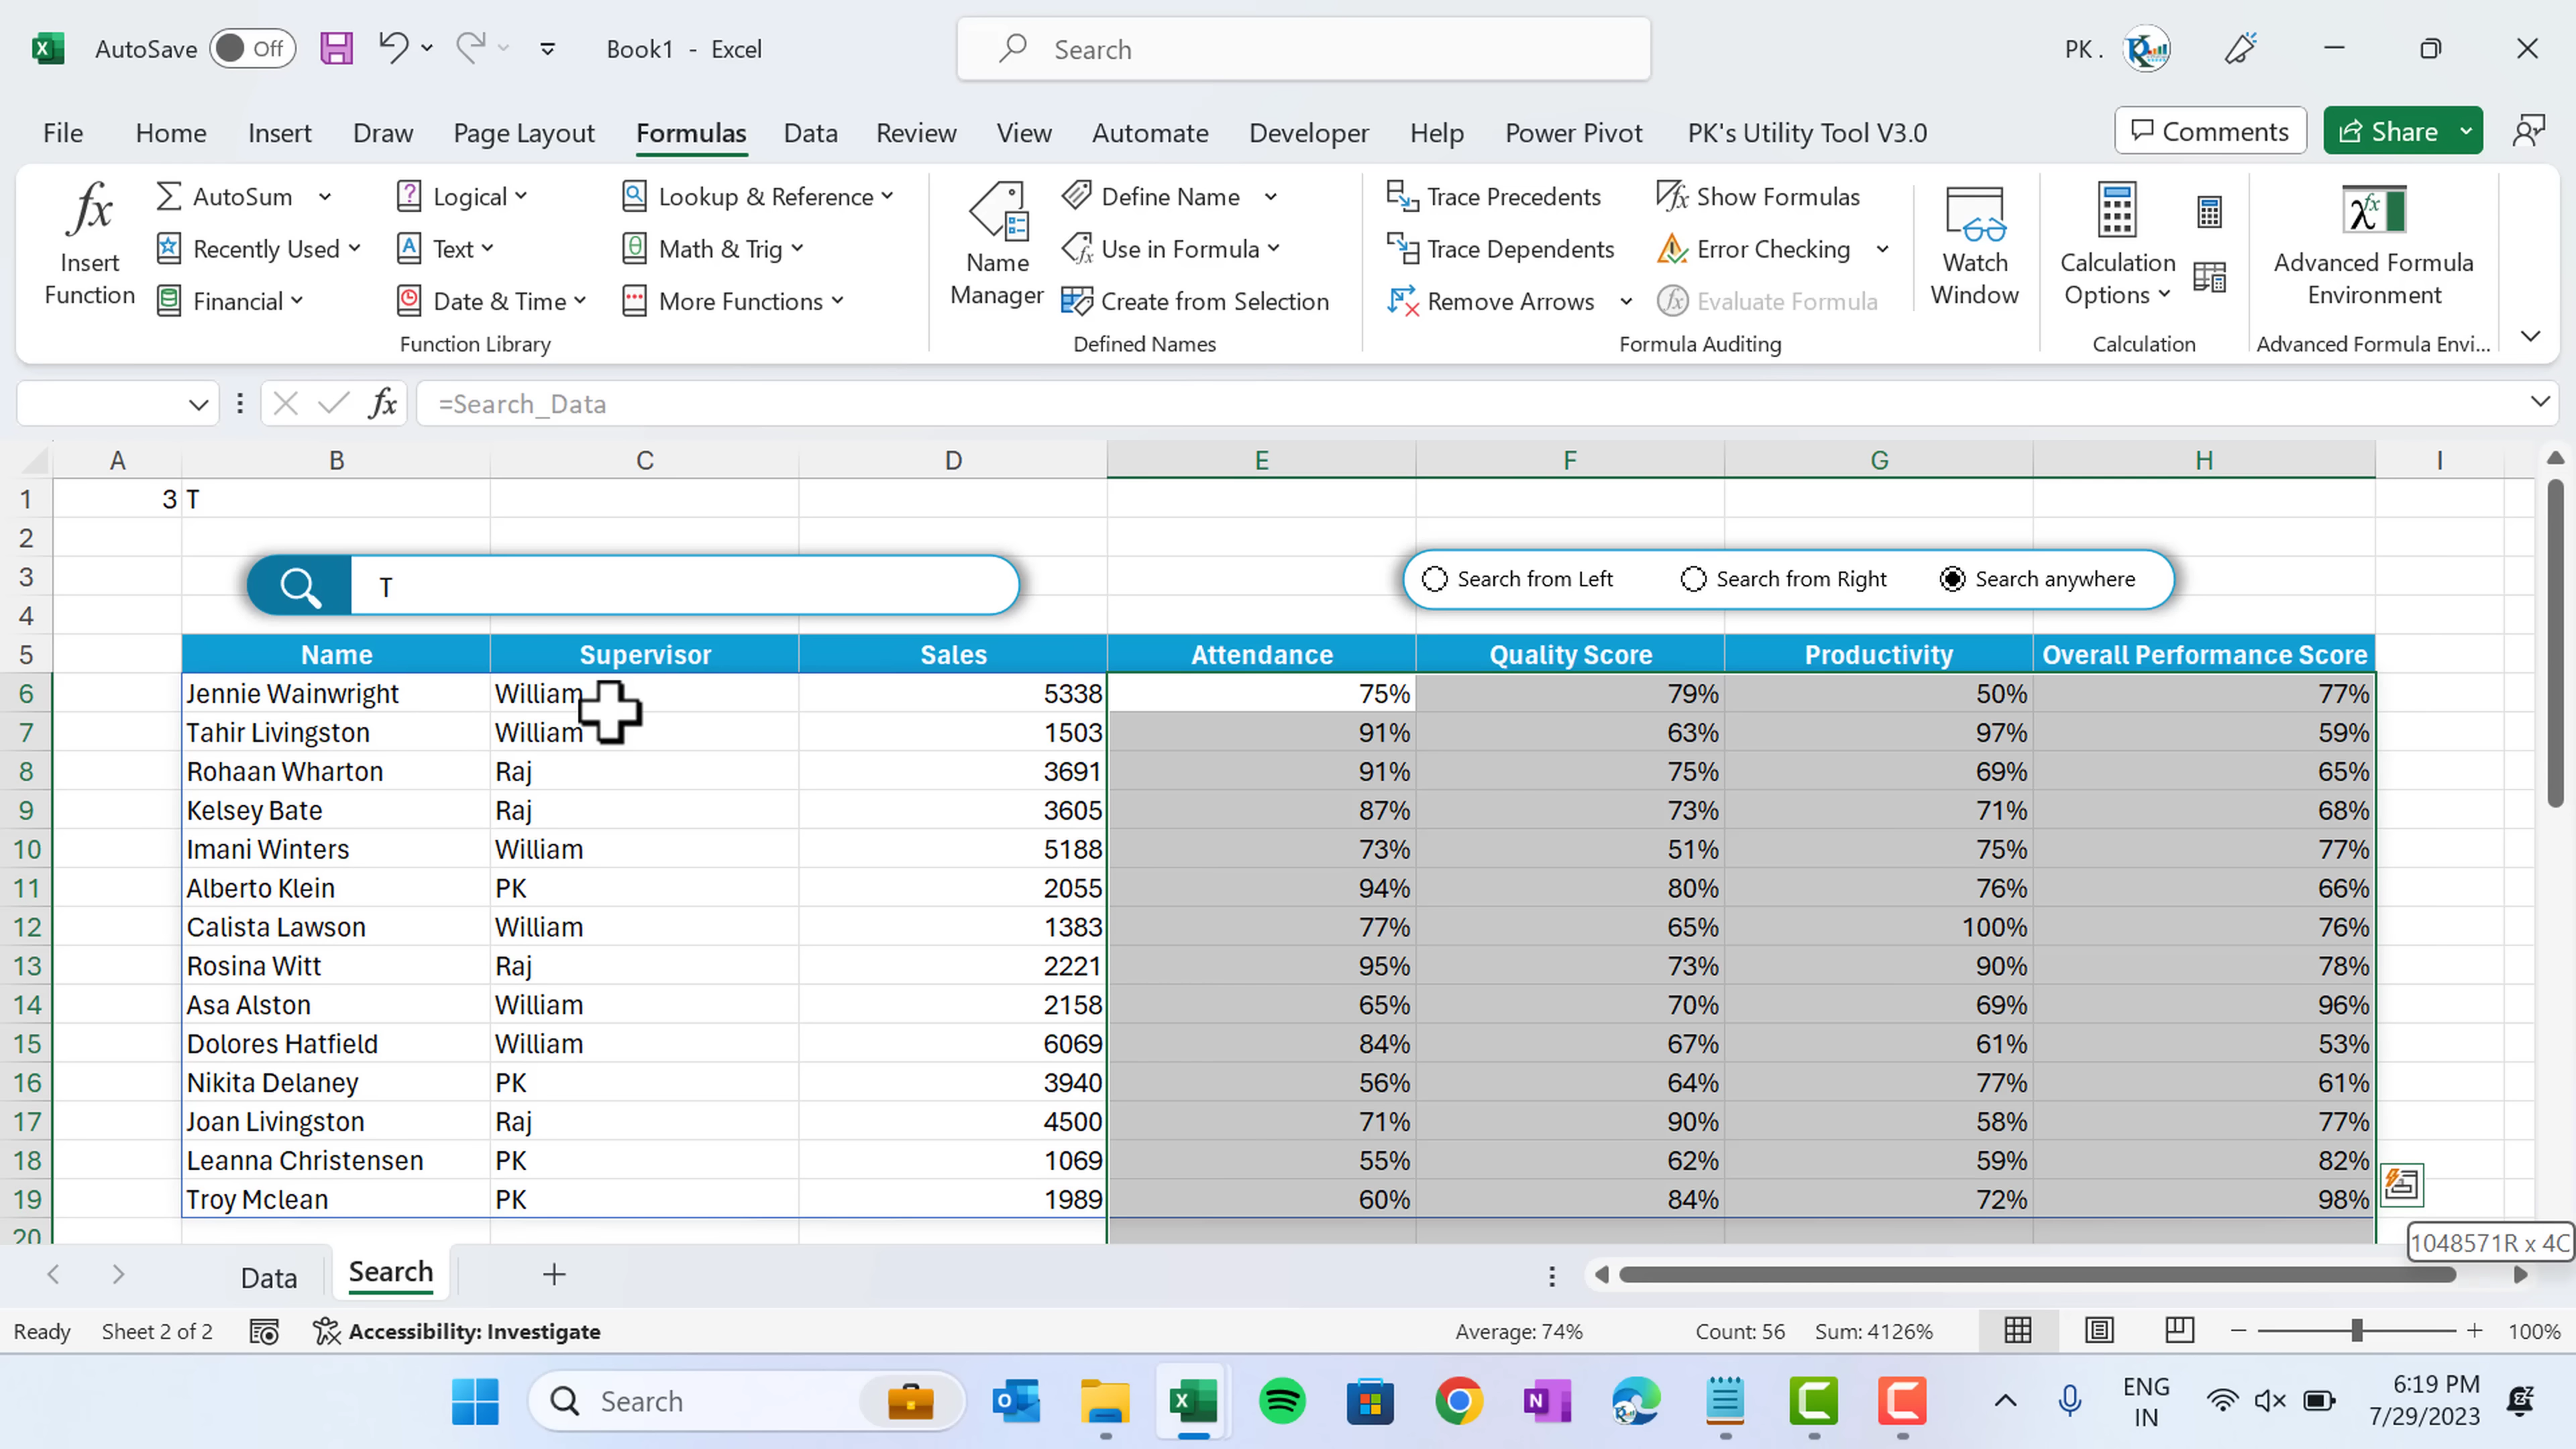 AutoSave Off Book1 - Excel Search PK .
File Home Insert Draw Page Layout Formulas Data Review View Automate Developer Help Power Pivot PK's Utility Tool V3.0 Comments Share
AutoSum Logical Lookup & Reference Define Name Trace Precedents Show Formulas
Recently Used Text Math & Trig Use in Formula Trace Dependents Error Checking
Financial Date & Time More Functions Create from Selection Remove Arrows Evaluate Formula
Insert Function
Name Manager
Watch Window
Calculation Options
Advanced Formula Environment
Function Library Defined Names Formula Auditing Calculation Advanced Formula Envi...
fx =Search_Data
A B C D E F G H I
1 3 T
2
3 T Search from Left Search from Right Search anywhere
4
5 Name Supervisor Sales Attendance Quality Score Productivity Overall Performance Score
6 Jennie Wainwright William 5338 75% 79% 50% 77%
7 Tahir Livingston William 1503 91% 63% 97% 59%
8 Rohaan Wharton Raj 3691 91% 75% 69% 65%
9 Kelsey Bate Raj 3605 87% 73% 71% 68%
10 Imani Winters William 5188 73% 51% 75% 77%
11 Alberto Klein PK 2055 94% 80% 76% 66%
12 Calista Lawson William 1383 77% 65% 100% 76%
13 Rosina Witt Raj 2221 95% 73% 90% 78%
14 Asa Alston William 2158 65% 70% 69% 96%
15 Dolores Hatfield William 6069 84% 67% 61% 53%
16 Nikita Delaney PK 3940 56% 64% 77% 61%
17 Joan Livingston Raj 4500 71% 90% 58% 77%
18 Leanna Christensen PK 1069 55% 62% 59% 82%
19 Troy Mclean PK 1989 60% 84% 72% 98%
20
1048571R x 4C
Data Search
Ready Sheet 2 of 2 Accessibility: Investigate Average: 74% Count: 56 Sum: 4126% 100%
Search ENG IN 6:19 PM
7/29/2023